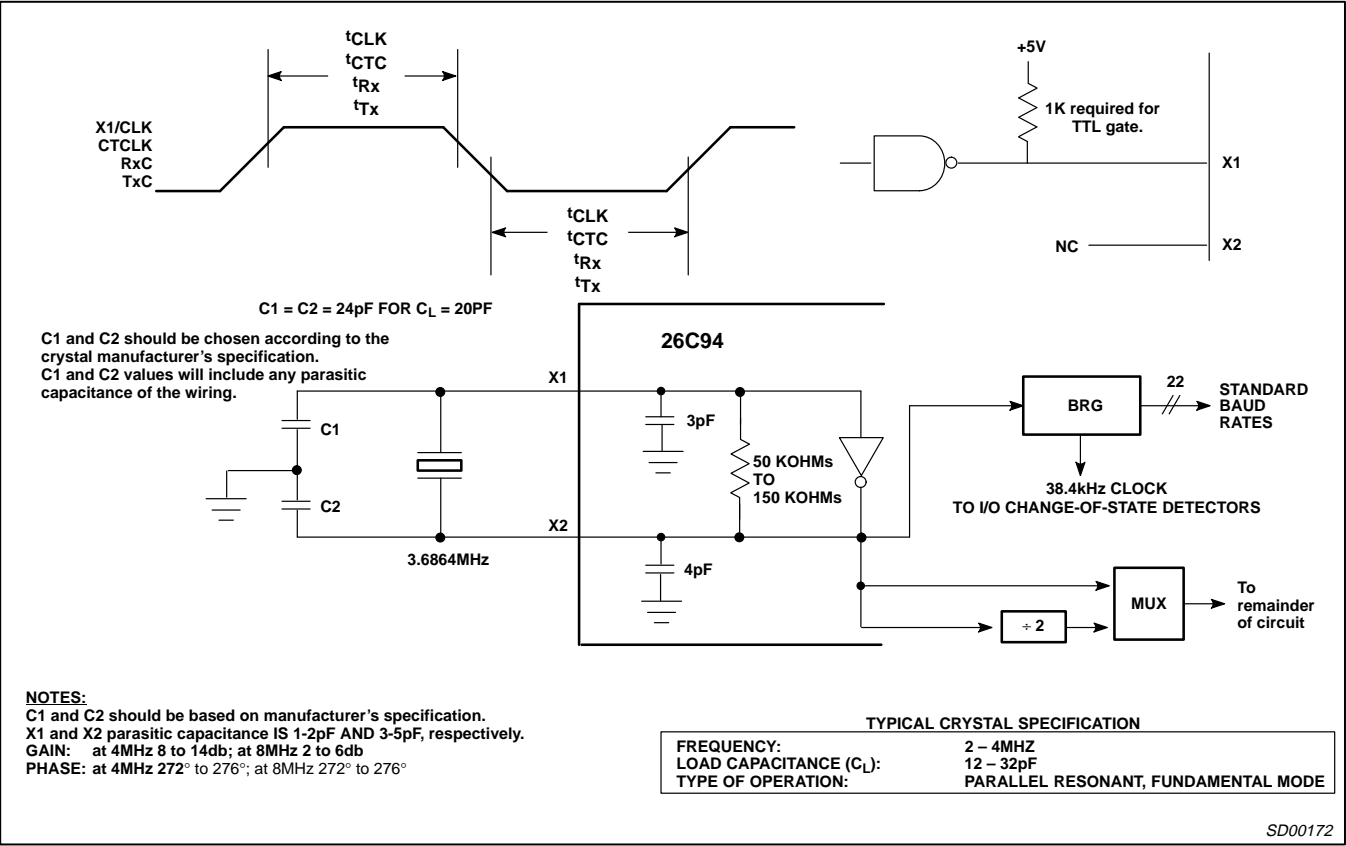 tCLK
tCTC
tRx
tTx
X1/CLK
CTCLK
RxC
TxC
tCLK
tCTC
tRx
tTx
+5V
1K required for
TTL gate.
X1
NC
X2
C1 = C2 = 24pF FOR CL = 20PF
C1 and C2 should be chosen according to the
crystal manufacturer's specification.
C1 and C2 values will include any parasitic
capacitance of the wiring.
26C94
X1
C1
C2
X2
3.6864MHz
3pF
50 KOHMs
TO
150 KOHMs
4pF
BRG
22
STANDARD
BAUD
RATES
38.4kHz CLOCK
TO I/O CHANGE-OF-STATE DETECTORS
÷ 2
MUX
To
remainder
of circuit
NOTES:
C1 and C2 should be based on manufacturer's specification.
X1 and X2 parasitic capacitance IS 1-2pF AND 3-5pF, respectively.
GAIN: at 4MHz 8 to 14db; at 8MHz 2 to 6db
PHASE: at 4MHz 272° to 276°; at 8MHz 272° to 276°
TYPICAL CRYSTAL SPECIFICATION
FREQUENCY: 2 – 4MHZ
LOAD CAPACITANCE (CL): 12 – 32pF
TYPE OF OPERATION: PARALLEL RESONANT, FUNDAMENTAL MODE
SD00172